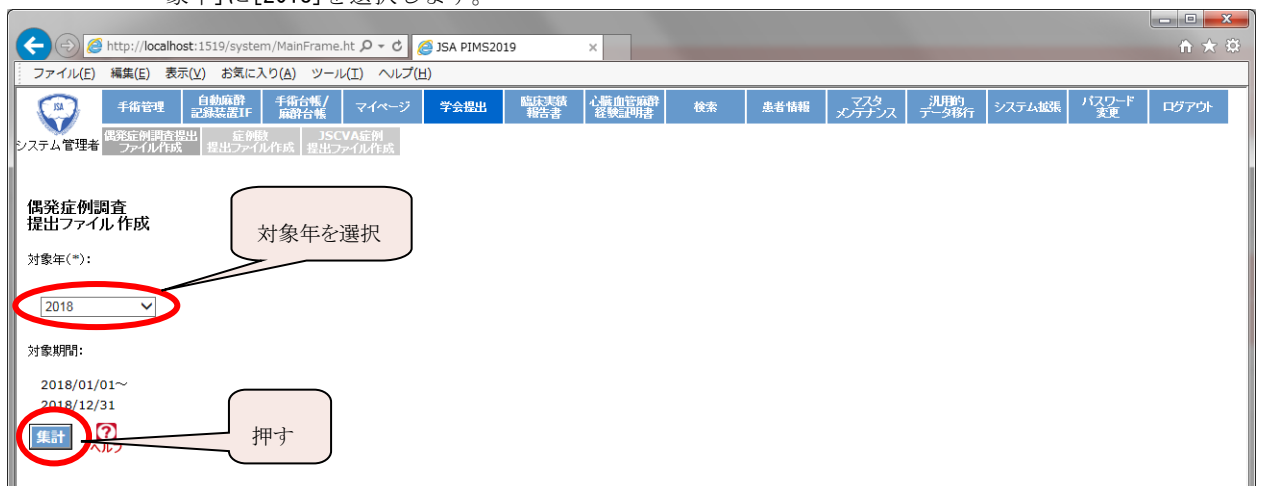 象年]に[2018]を選択します。
http://localhost:1519/system/MainFrame.ht
JSA PIMS2019
ファイル(F) 編集(E) 表示(V) お気に入り(A) ツール(T) ヘルプ(H)
JSA
手術管理
自動麻酔
記録装置IF
手術台帳/
麻酔台帳
マイページ
学会提出
臨床実績
報告書
心臓血管麻酔
経験証明書
検索
患者情報
マスタ
メンテナンス
汎用的
データ移行
システム拡張
パスワード
変更
ログアウト
システム管理者
偶発症例調査提出
ファイル作成
症例数
提出ファイル作成
JSCVA症例
提出ファイル作成
偶発症例調査
提出ファイル作成
対象年を選択
対象年(*):
2018
対象期間:
2018/01/01～
2018/12/31
集計
ヘルプ
押す